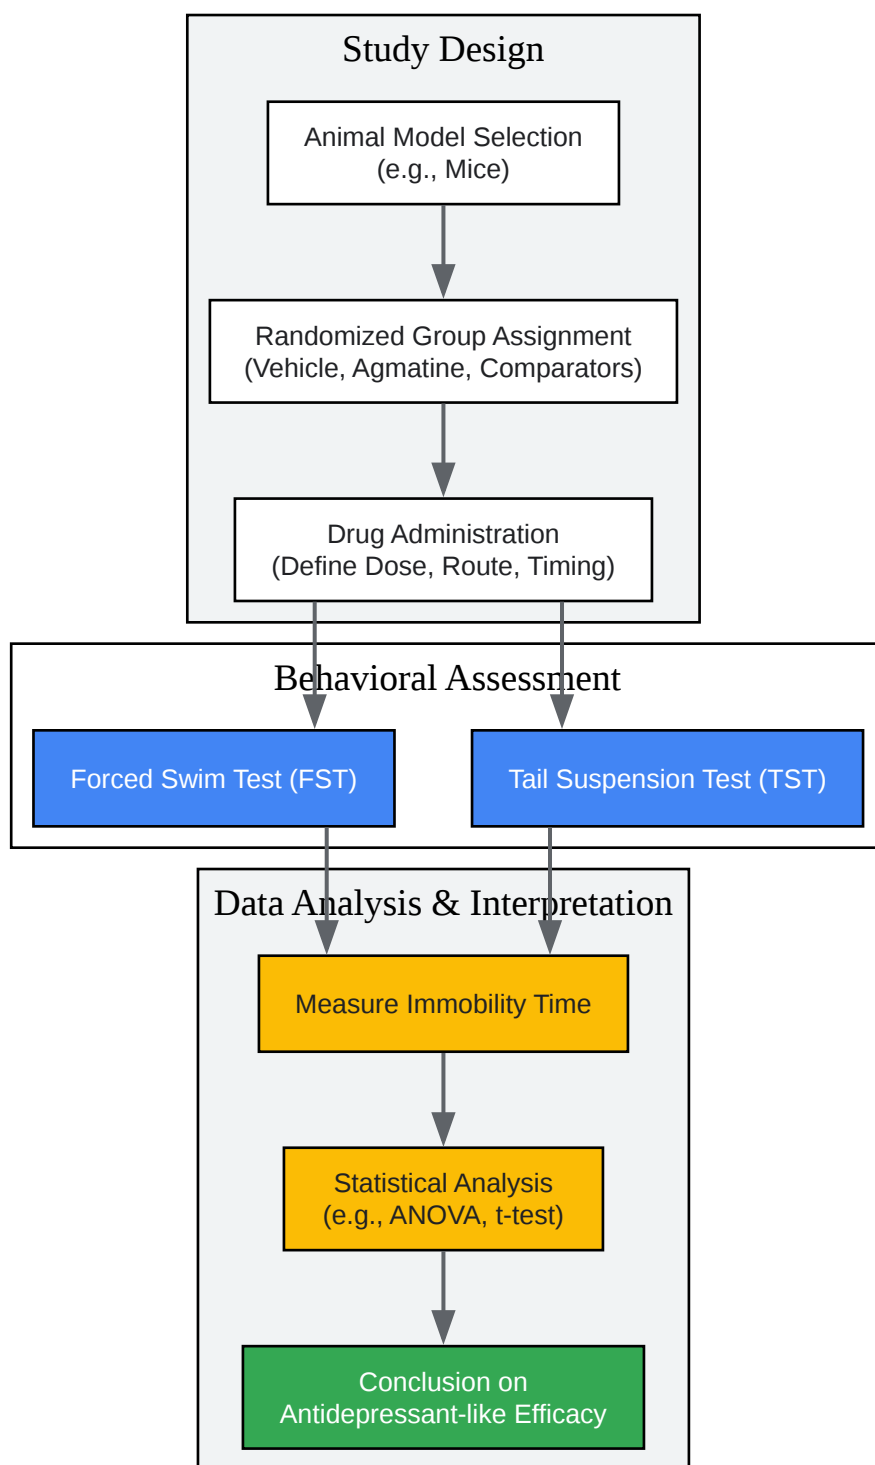 Study Design
Animal Model Selection
(e.g., Mice)
Randomized Group Assignment
(Vehicle, Agmatine, Comparators)
Drug Administration
(Define Dose, Route, Timing)
Behavioral Assessment
Forced Swim Test (FST)
Tail Suspension Test (TST)
Data Analysis & Interpretation
Measure Immobility Time
Statistical Analysis
(e.g., ANOVA, t-test)
Conclusion on
Antidepressant-like Efficacy